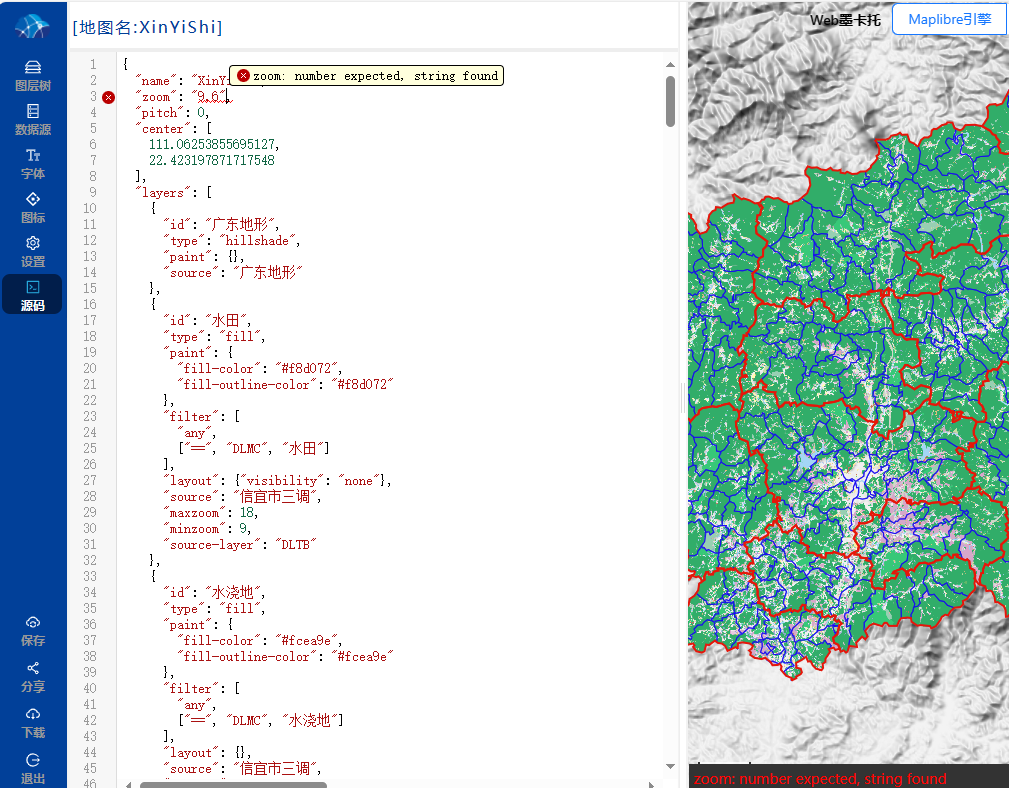 [地图名:XinYiShi]
Web墨卡托
Maplibre引擎
图层树
数据源
字体
图标
设置
源码
保存
分享
下载
退出
1 {
2 "name": "XinYi
zoom: number expected, string found
3 "zoom": "9.6",
4 "pitch": 0,
5 "center": [
6 111.06253855695127,
7 22.423197871717548
8 ],
9 "layers": [
10 {
11 "id": "广东地形",
12 "type": "hillshade",
13 "paint": {},
14 "source": "广东地形"
15 },
16 {
17 "id": "水田",
18 "type": "fill",
19 "paint": {
20 "fill-color": "#f8d072",
21 "fill-outline-color": "#f8d072"
22 },
23 "filter": [
24 "any",
25 ["==", "DLMC", "水田"]
26 ],
27 "layout": {"visibility": "none"},
28 "source": "信宜市三调",
29 "maxzoom": 18,
30 "minzoom": 9,
31 "source-layer": "DLTB"
32 },
33 {
34 "id": "水浇地",
35 "type": "fill",
36 "paint": {
37 "fill-color": "#fcea9e",
38 "fill-outline-color": "#fcea9e"
39 },
40 "filter": [
41 "any",
42 ["==", "DLMC", "水浇地"]
43 ],
44 "layout": {},
45 "source": "信宜市三调",
46
zoom: number expected, string found